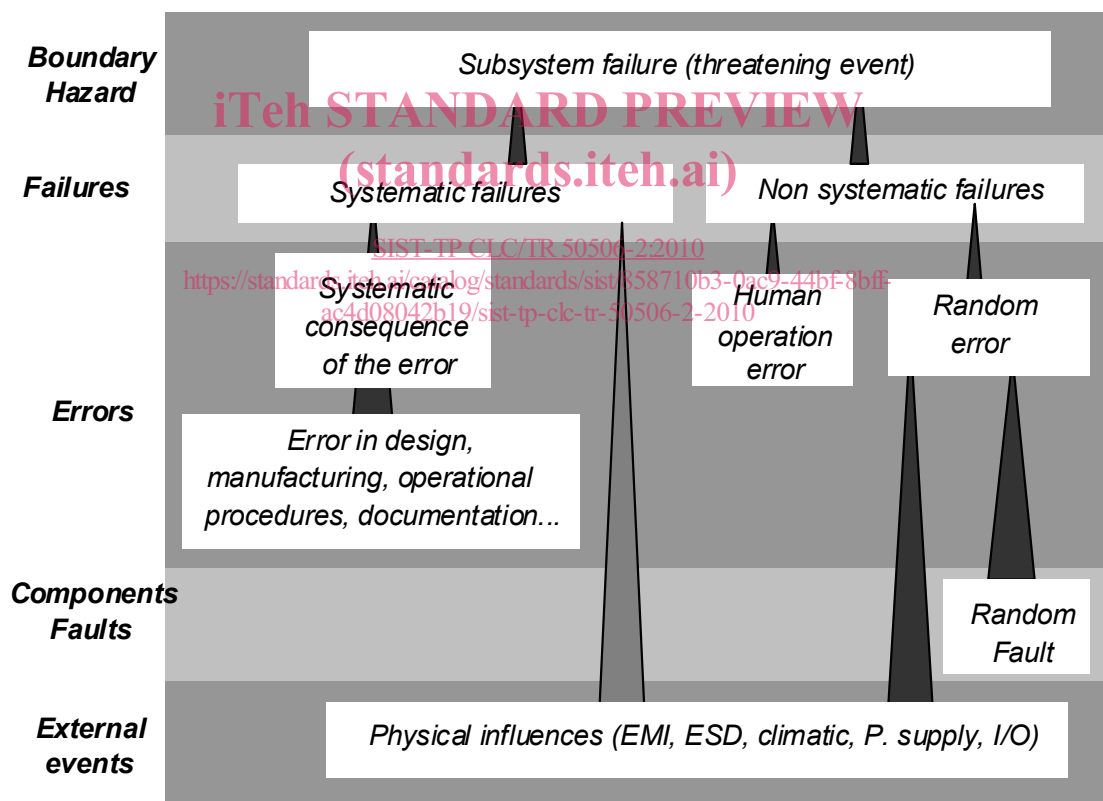 Boundary
Hazard
Subsystem failure (threatening event)
iTeh STANDARD PREVIEW
(standards.iteh.ai)
Failures
Systematic failures
Non systematic failures
SIST-TP CLC/TR 50506-2:2010
https://standards.iteh.ai/catalog/standards/sist/858710b3-0ac9-44bf-8bff-
ac4d08042b19/sist-tp-clc-tr-50506-2-2010
Errors
Systematic
consequence
of the error
Human
operation
error
Random
error
Error in design,
manufacturing, operational
procedures, documentation...
Components
Faults
Random
Fault
External
events
Physical influences (EMI, ESD, climatic, P. supply, I/O)